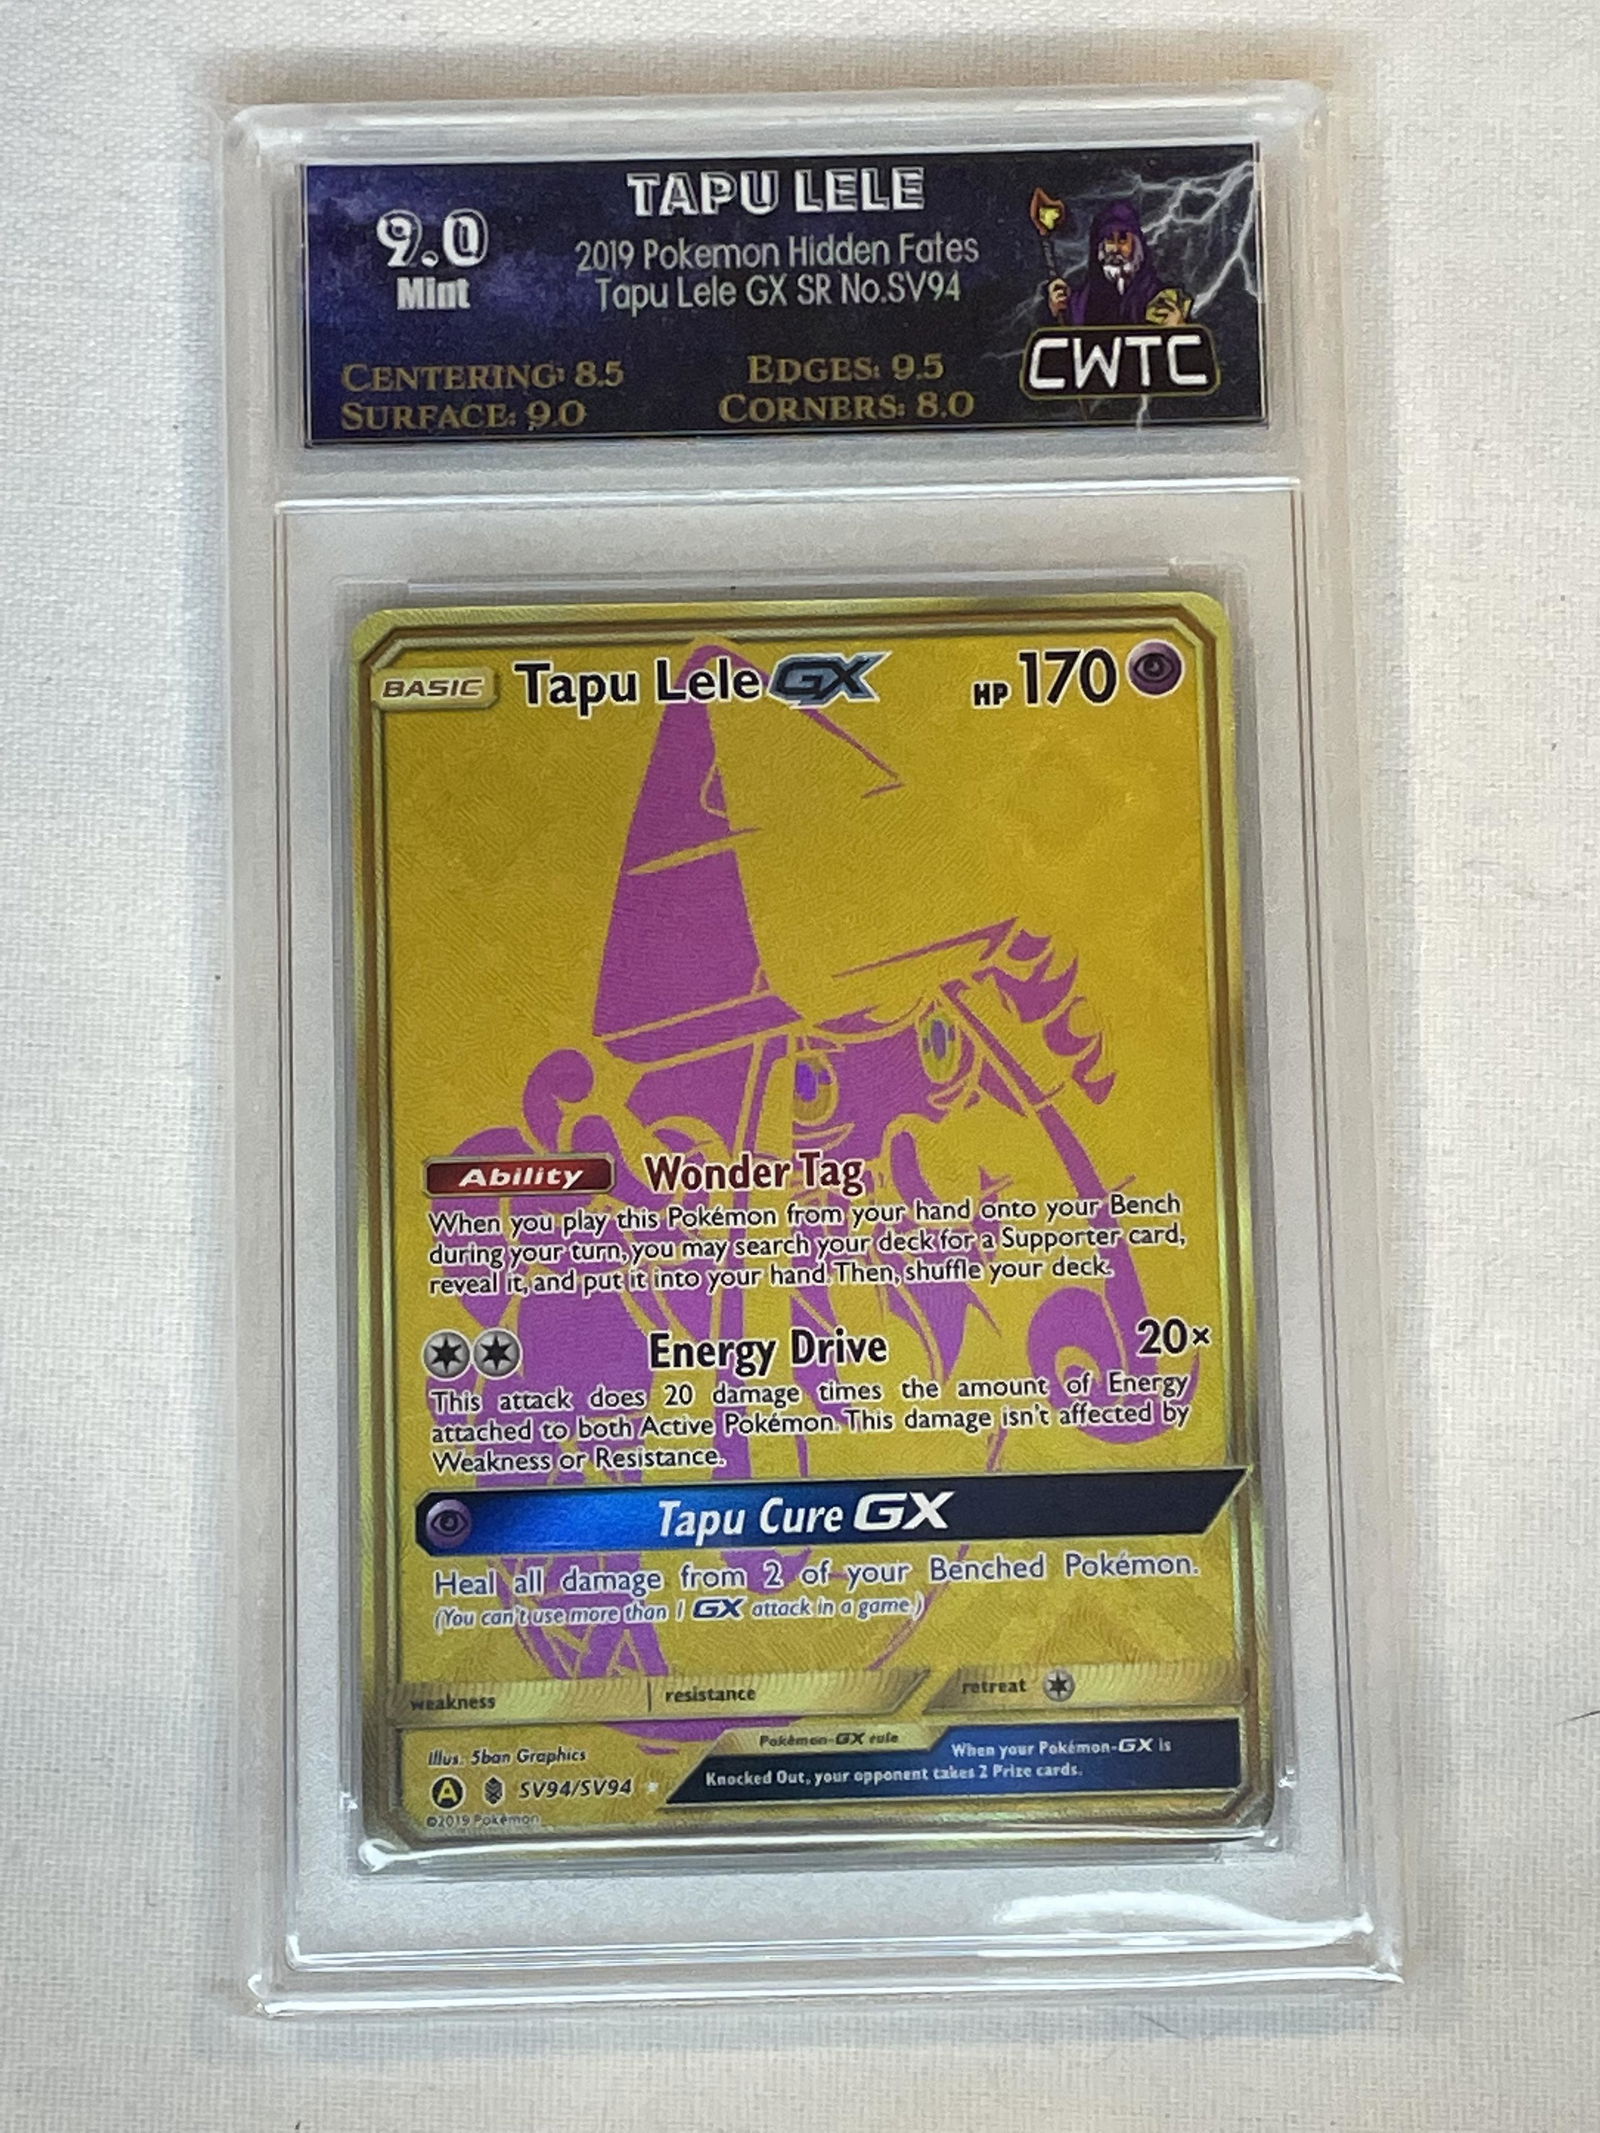 TAPU LELE
9.0
Mint
2019 Pokemon Hidden Fates
Tapu Lele GX SR No.SV94
CENTERING: 8.5
EDGES: 9.5
SURFACE: 9.0
CORNERS: 8.0
CWTC
BASIC
Tapu Lele GX
HP 170
Ability
Wonder Tag
When you play this Pokémon from your hand onto your Bench
during your turn, you may search your deck for a Supporter card,
reveal it, and put it into your hand. Then, shuffle your deck.
Energy Drive
20×
This attack does 20 damage times the amount of Energy
attached to both Active Pokémon. This damage isn't affected by
Weakness or Resistance.
Tapu Cure GX
Heal all damage from 2 of your Benched Pokémon.
(You can't use more than 1 GX attack in a game.)
weakness
resistance
retreat
Illus. 5ban Graphics
Pokémon-GX rule
When your Pokémon-GX is
Knocked Out, your opponent takes 2 Prize cards.
A
SV94/SV94
©2019 Pokémon